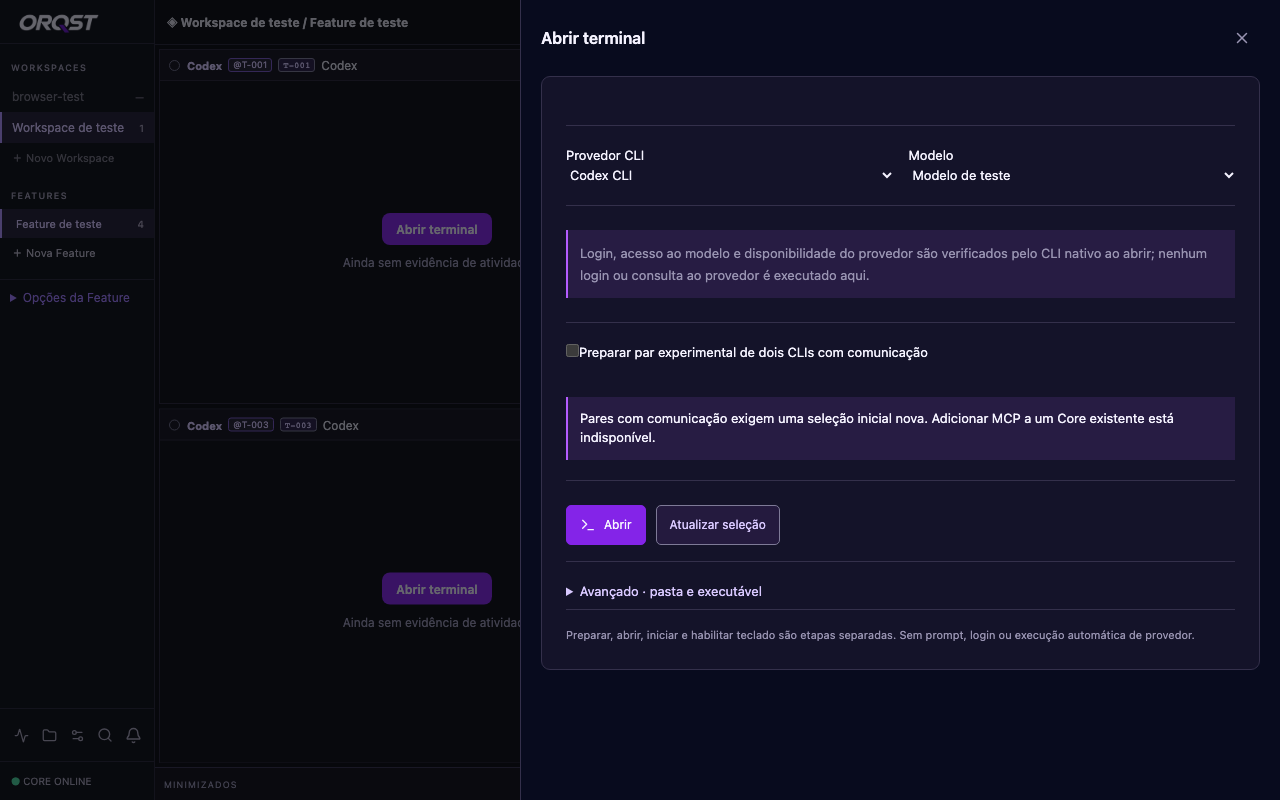 ORQST
WORKSPACES
browser-test —
Workspace de teste 1
+ Novo Workspace
FEATURES
Feature de teste 4
+ Nova Feature
Opções da Feature
CORE ONLINE
Workspace de teste / Feature de teste
Codex @T-001 T-001 Codex
Abrir terminal
Ainda sem evidência de ativida
Codex @T-003 T-003 Codex
Abrir terminal
Ainda sem evidência de ativida
MINIMIZADOS
Abrir terminal
Provedor CLI
Codex CLI
Modelo
Modelo de teste
Login, acesso ao modelo e disponibilidade do provedor são verificados pelo CLI nativo ao abrir; nenhum
login ou consulta ao provedor é executado aqui.
Preparar par experimental de dois CLIs com comunicação
Pares com comunicação exigem uma seleção inicial nova. Adicionar MCP a um Core existente está
indisponível.
Abrir
Atualizar seleção
Avançado · pasta e executável
Preparar, abrir, iniciar e habilitar teclado são etapas separadas. Sem prompt, login ou execução automática de provedor.